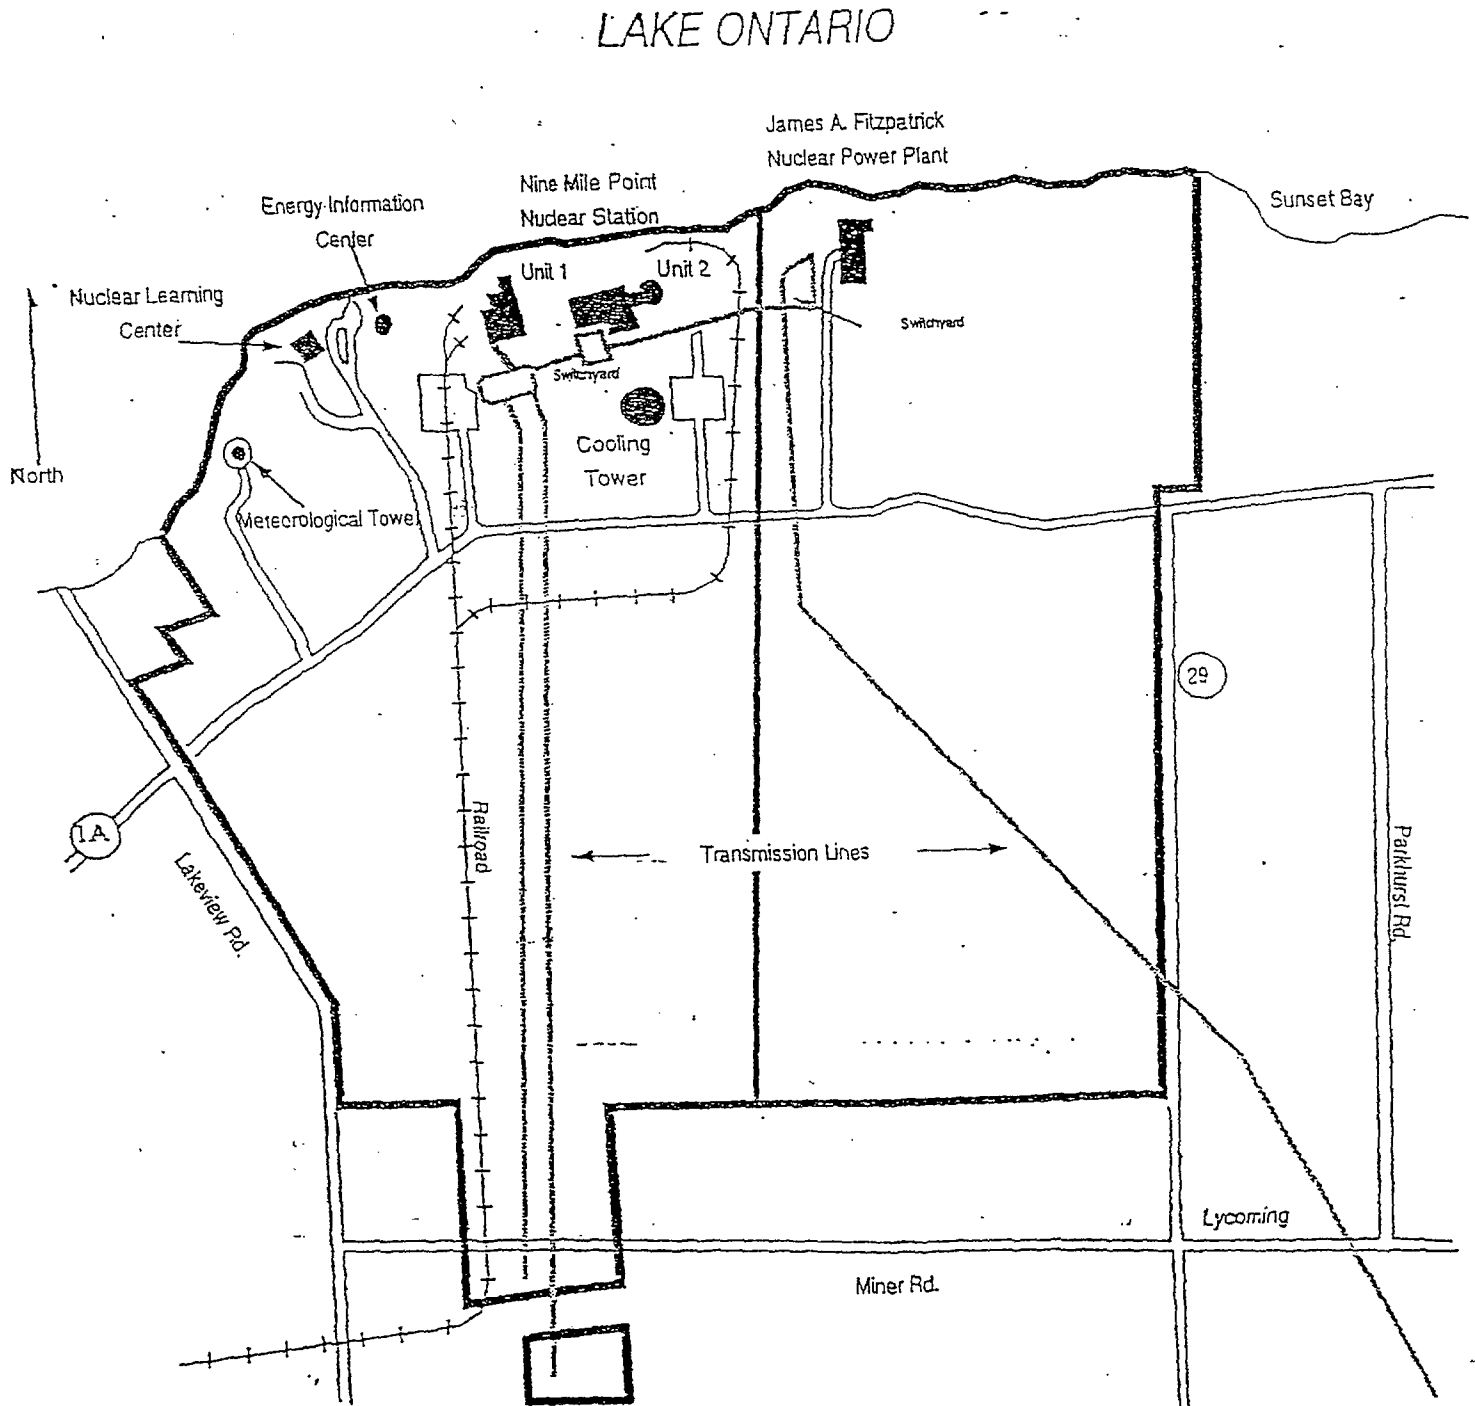 LAKE ONTARIO
James A. Fitzpatrick
Nuclear Power Plant
Nine Mile Point
Nuclear Station
Energy Information
Center
Sunset Bay
Unit 1
Unit 2
Nuclear Learning
Center
Switchyard
Switchyard
Cooling
Tower
North
Meteorological Tower
29
Railroad
1A
Transmission Lines
Lakeview Rd.
Parkhurst Rd.
Lycoming
Miner Rd.